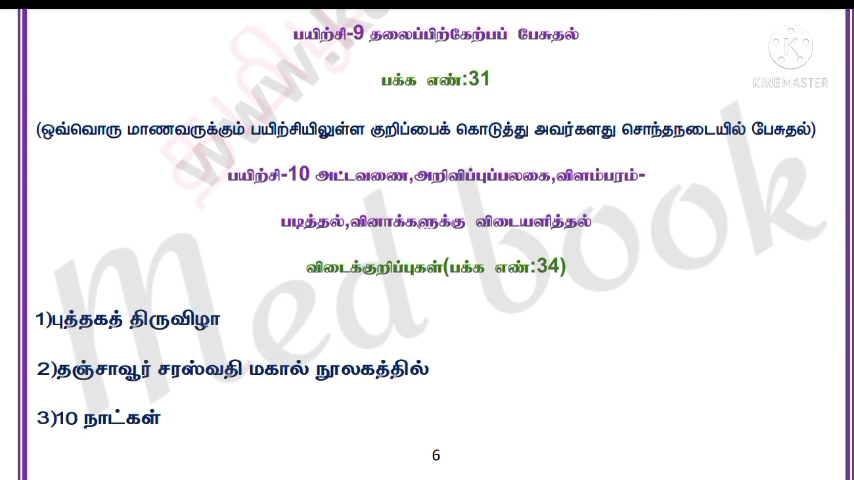 பயிற்சி-9 தலைப்பிற்கேற்பப் பேசுதல்
K
KINEMASTER
பக்க எண்:31
(ஒவ்வொரு மாணவருக்கும் பயிற்சியிலுள்ள குறிப்பைக் கொடுத்து அவர்களது சொந்தநடையில் பேசுதல்)
பயிற்சி-10 அட்டவணை,அறிவிப்புப்பலகை,விளம்பரம்-
படித்தல்,வினாக்களுக்கு விடையளித்தல்
விடைக்குறிப்புகள்(பக்க எண்:34)
Med book
1)புத்தகத் திருவிழா
2)தஞ்சாவூர் சரஸ்வதி மகால் நூலகத்தில்
3)10 நாட்கள்
6